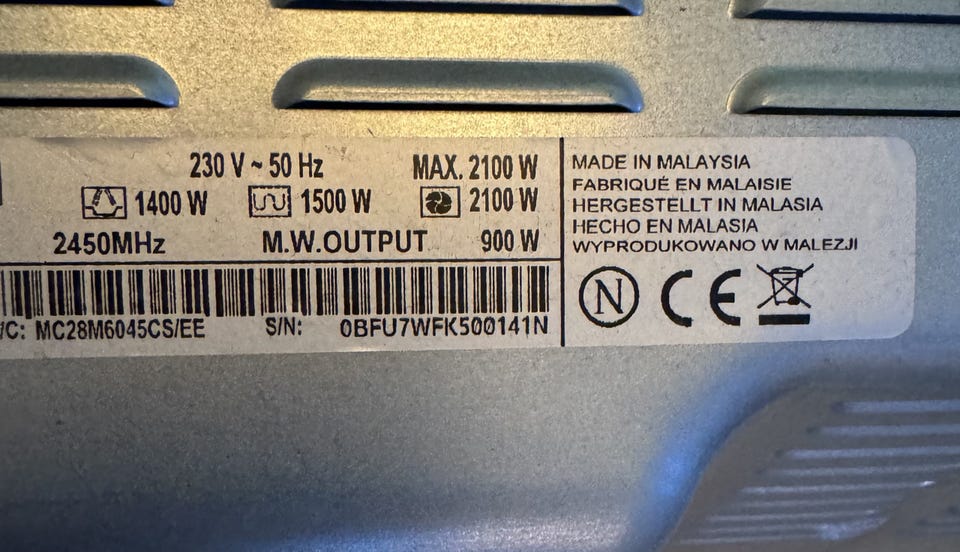 230 V ~ 50 Hz MAX. 2100 W
1400 W 1500 W 2100 W
2450MHz M.W.OUTPUT 900 W
/C: MC28M6045CS/EE S/N: 0BFU7WFK500141N
MADE IN MALAYSIA
FABRIQUÉ EN MALAISIE
HERGESTELLT IN MALASIA
HECHO EN MALASIA
WYPRODUKOWANO W MALEZJI
N CE